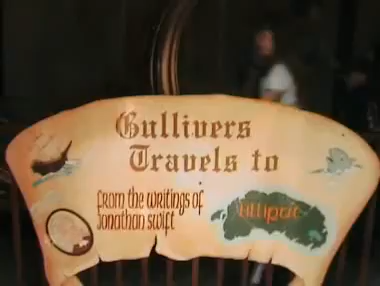 Gullivers
Travels to
from the writings of
Jonathan Swift
Lilliput